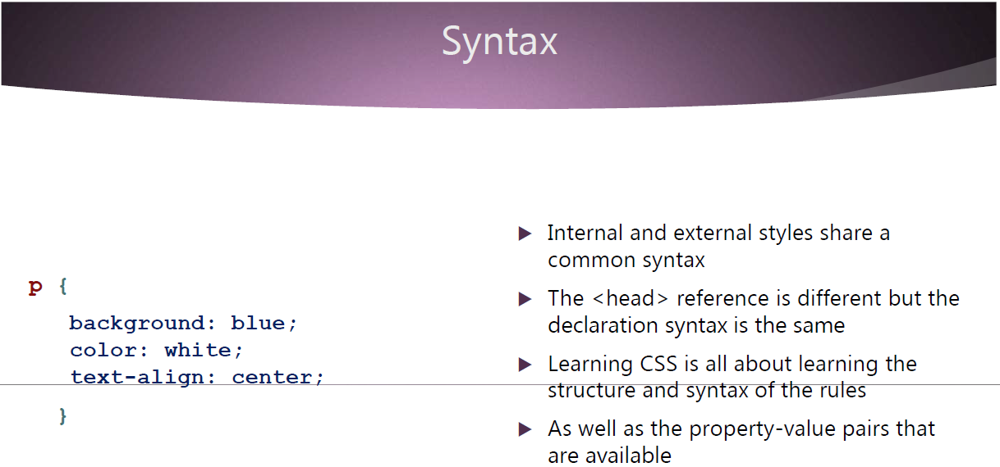 Syntax
p {
background: blue;
color: white;
text-align: center;
}
Internal and external styles share a
common syntax
The <head> reference is different but the
declaration syntax is the same
Learning CSS is all about learning the
structure and syntax of the rules
As well as the property-value pairs that
are available